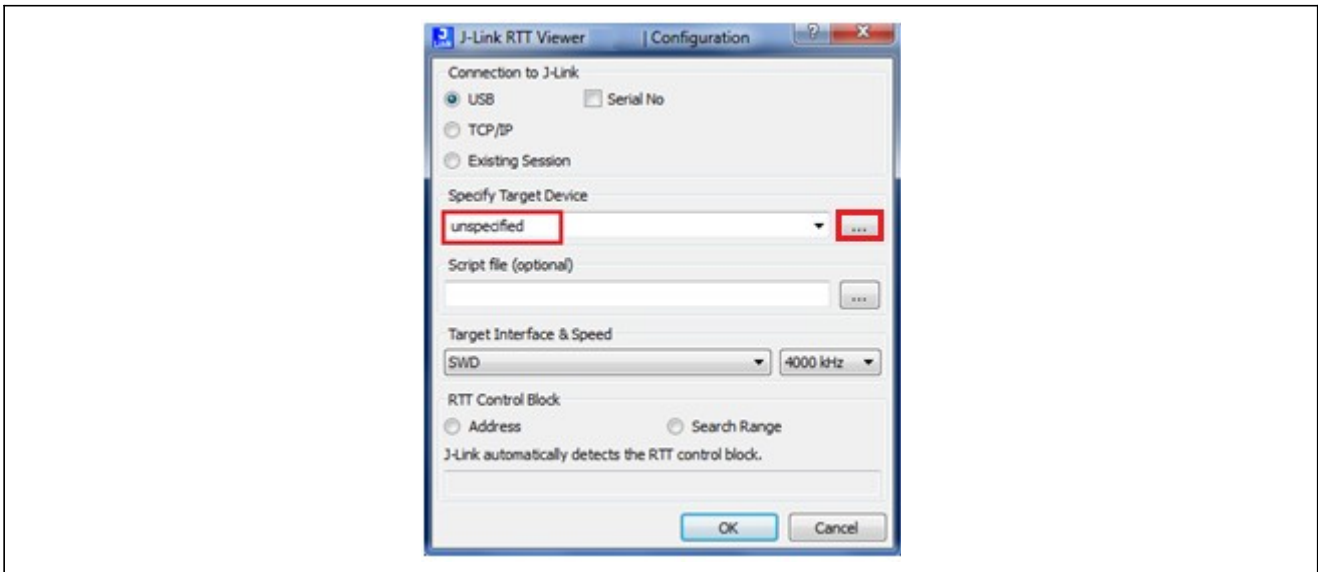 J-Link RTT Viewer | Configuration
Connection to J-Link
USB Serial No
TCP/IP
Existing Session
Specify Target Device
unspecified ...
Script file (optional)
...
Target Interface & Speed
SWD 4000 kHz
RTT Control Block
Address Search Range
J-Link automatically detects the RTT control block.
OK Cancel